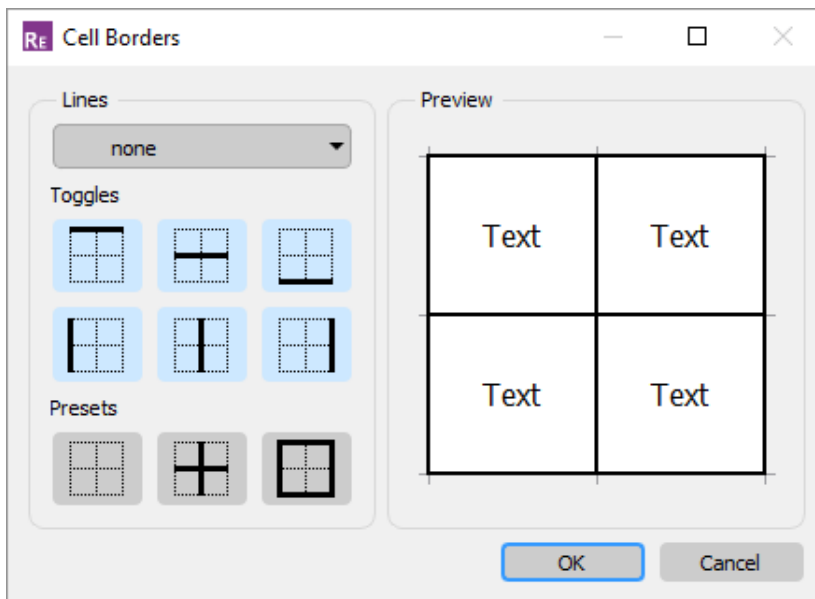 RE Cell Borders
Lines
none
Toggles
Presets
Preview
Text Text
Text Text
OK Cancel